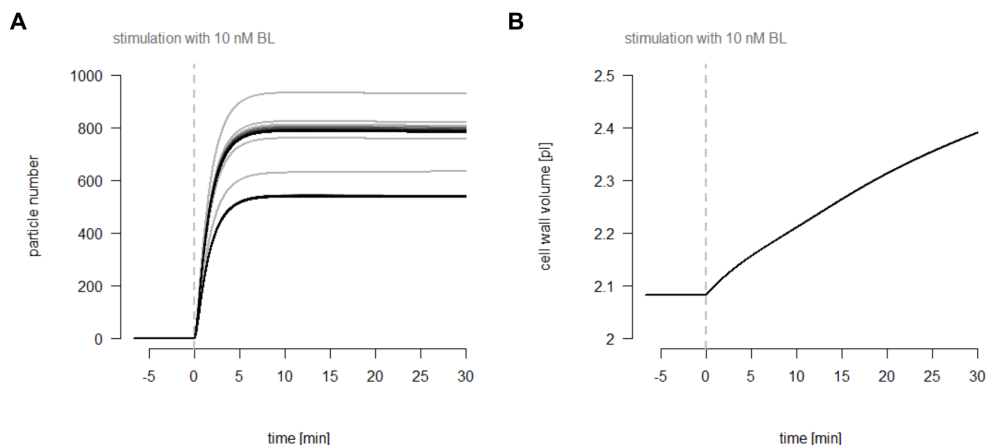 A
stimulation with 10 nM BL
1000
800
600
400
200
0
particle number
-5 0 5 10 15 20 25 30
time [min]
B
stimulation with 10 nM BL
2.5
2.4
2.3
2.2
2.1
2
cell wall volume [pl]
-5 0 5 10 15 20 25 30
time [min]